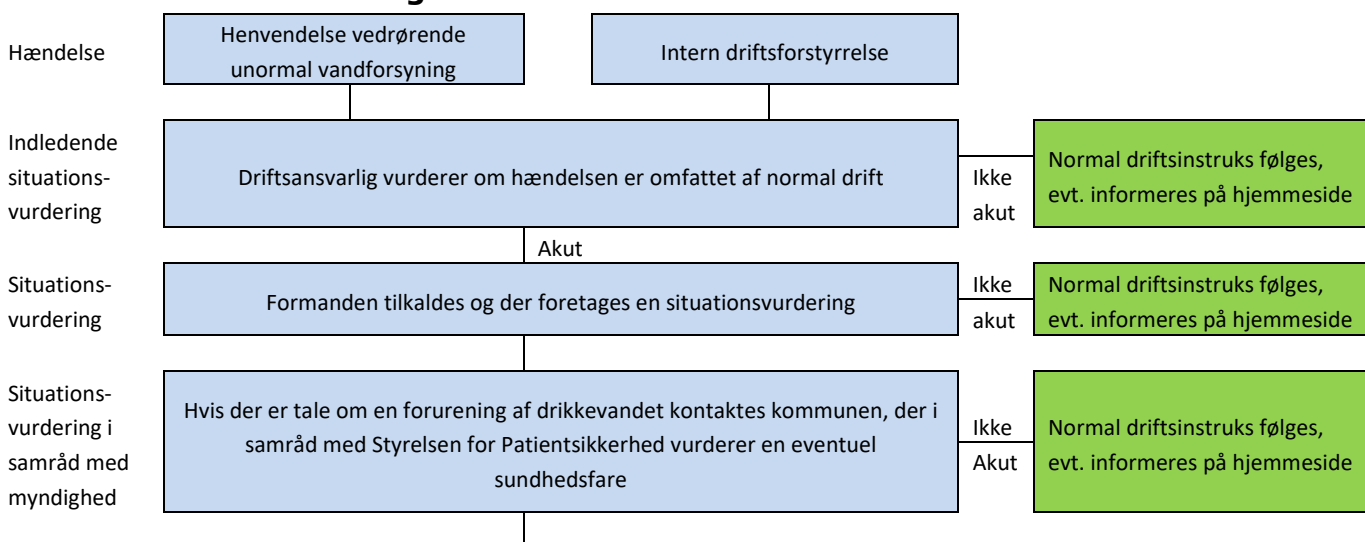 Hændelse
Henvendelse vedrørende
unormal vandforsyning
Intern driftsforstyrrelse
Indledende
situations-
vurdering
Driftsansvarlig vurderer om hændelsen er omfattet af normal drift
Ikke
akut
Normal driftsinstruks følges,
evt. informeres på hjemmeside
Akut
Situations-
vurdering
Formanden tilkaldes og der foretages en situationsvurdering
Ikke
akut
Normal driftsinstruks følges,
evt. informeres på hjemmeside
Situations-
vurdering i
samråd med
myndighed
Hvis der er tale om en forurening af drikkevandet kontaktes kommunen, der i
samråd med Styrelsen for Patientsikkerhed vurderer en eventuel
sundhedsfare
Ikke
Akut
Normal driftsinstruks følges,
evt. informeres på hjemmeside